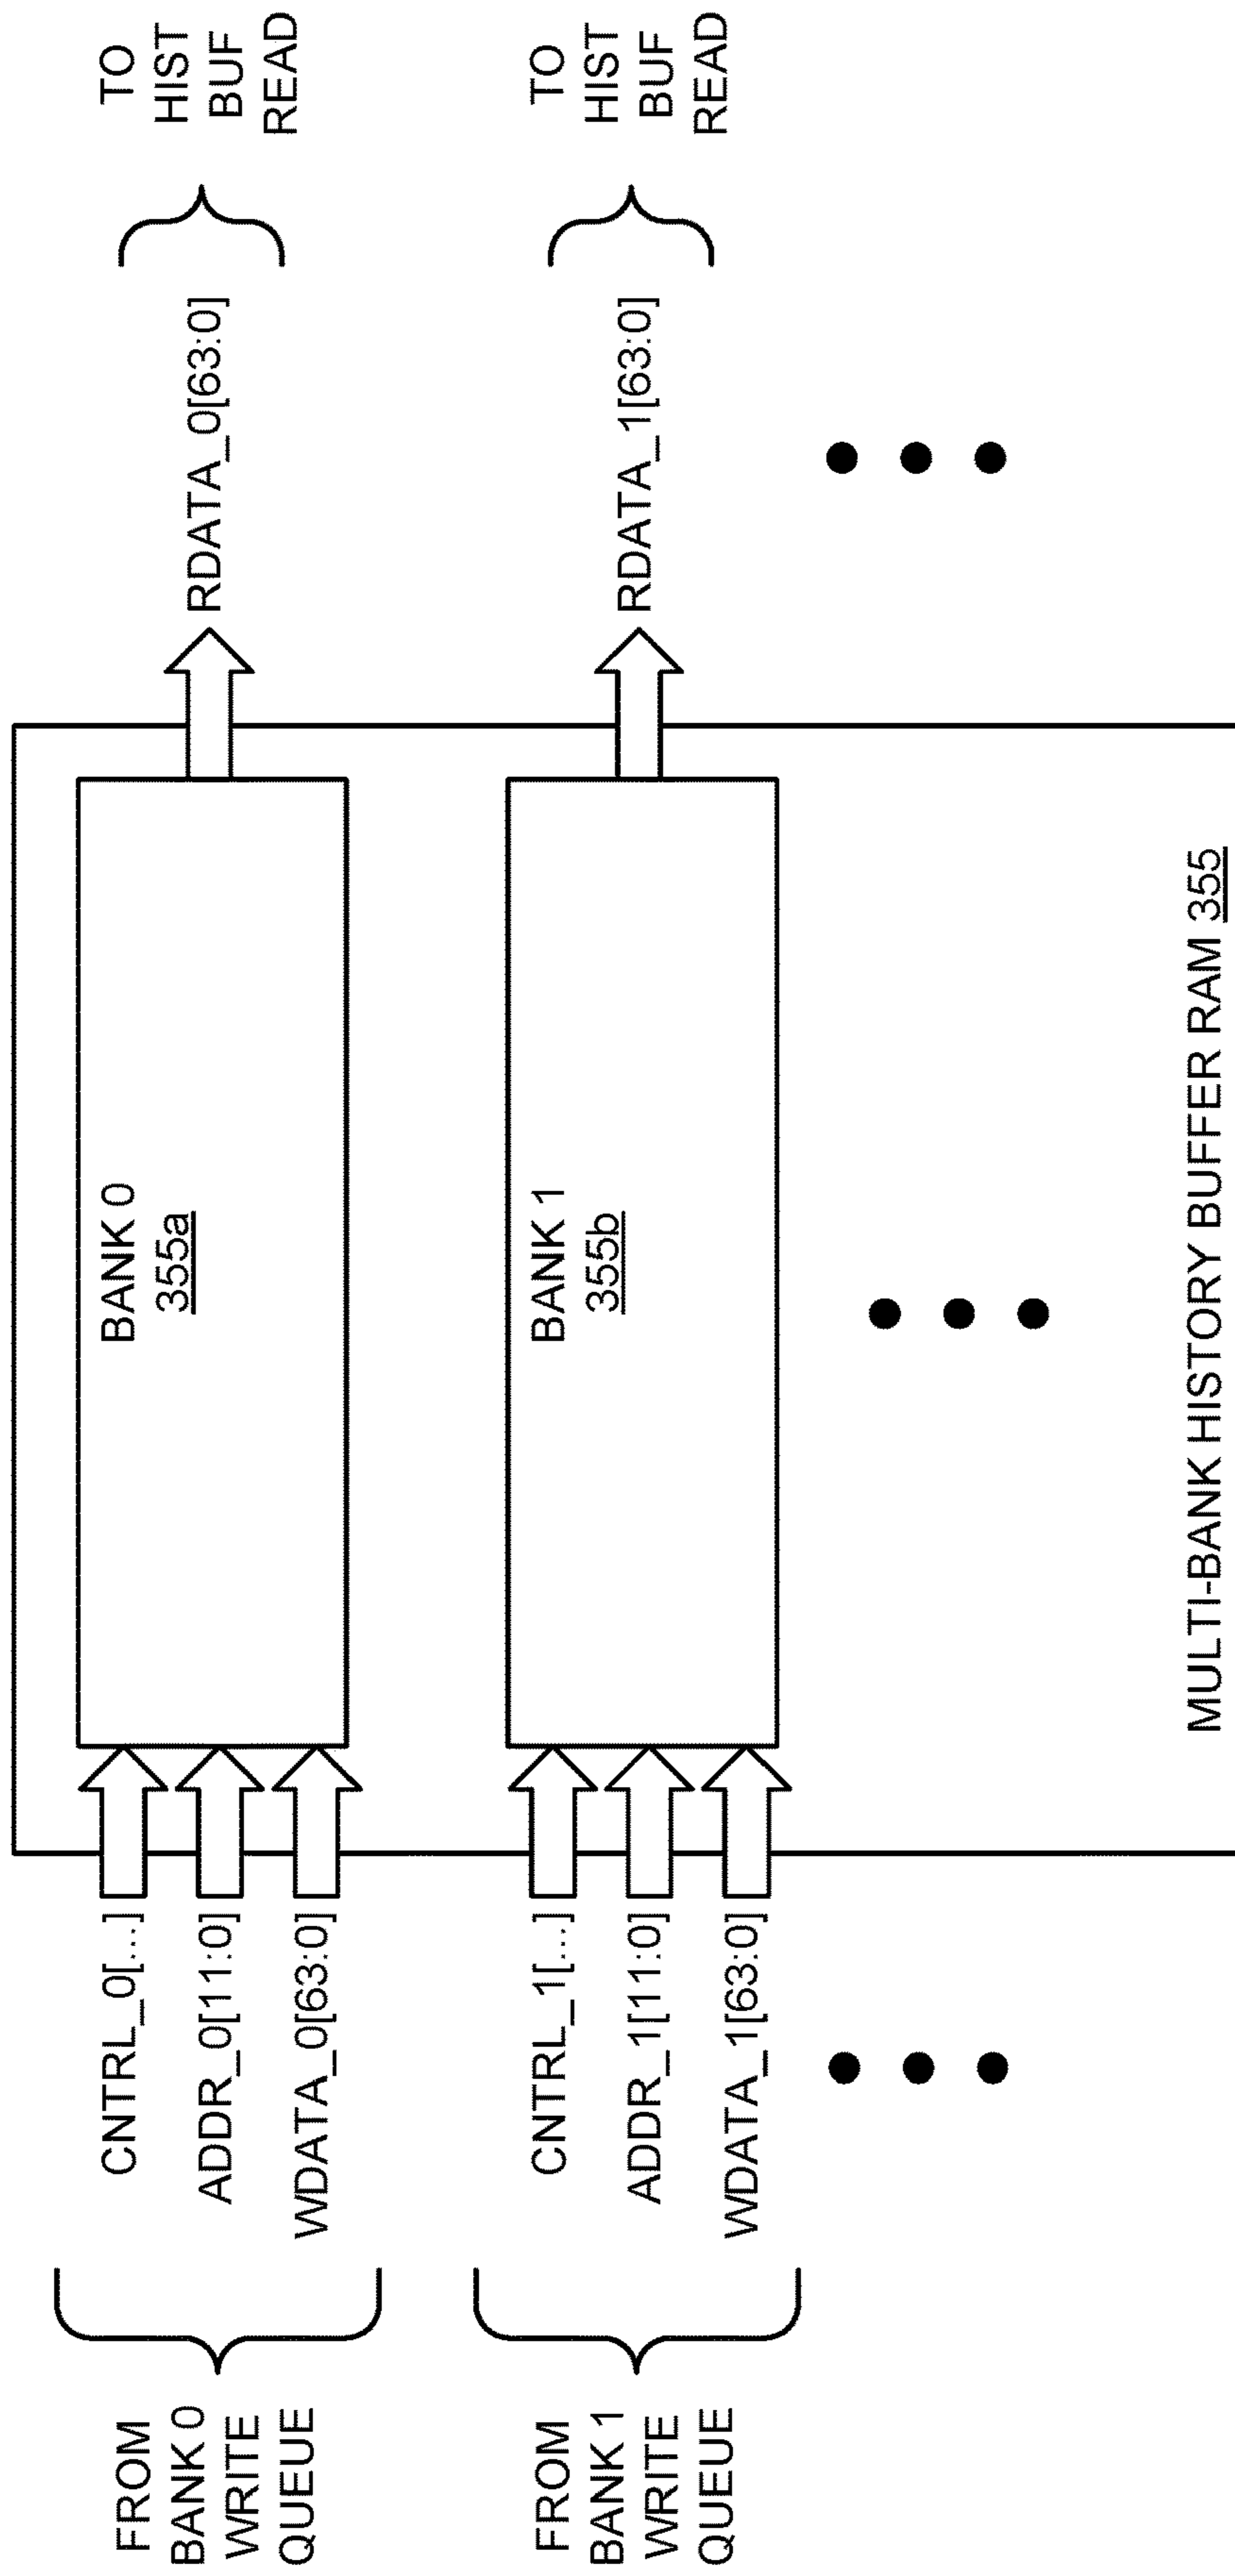 FROM
BANK 0
WRITE
QUEUE
CNTRL_0[...]
ADDR_0[11:0]
WDATA_0[63:0]
BANK 0
355a
RDATA_0[63:0]
TO
HIST
BUF
READ
FROM
BANK 1
WRITE
QUEUE
CNTRL_1[...]
ADDR_1[11:0]
WDATA_1[63:0]
BANK 1
355b
RDATA_1[63:0]
TO
HIST
BUF
READ
MULTI-BANK HISTORY BUFFER RAM 355